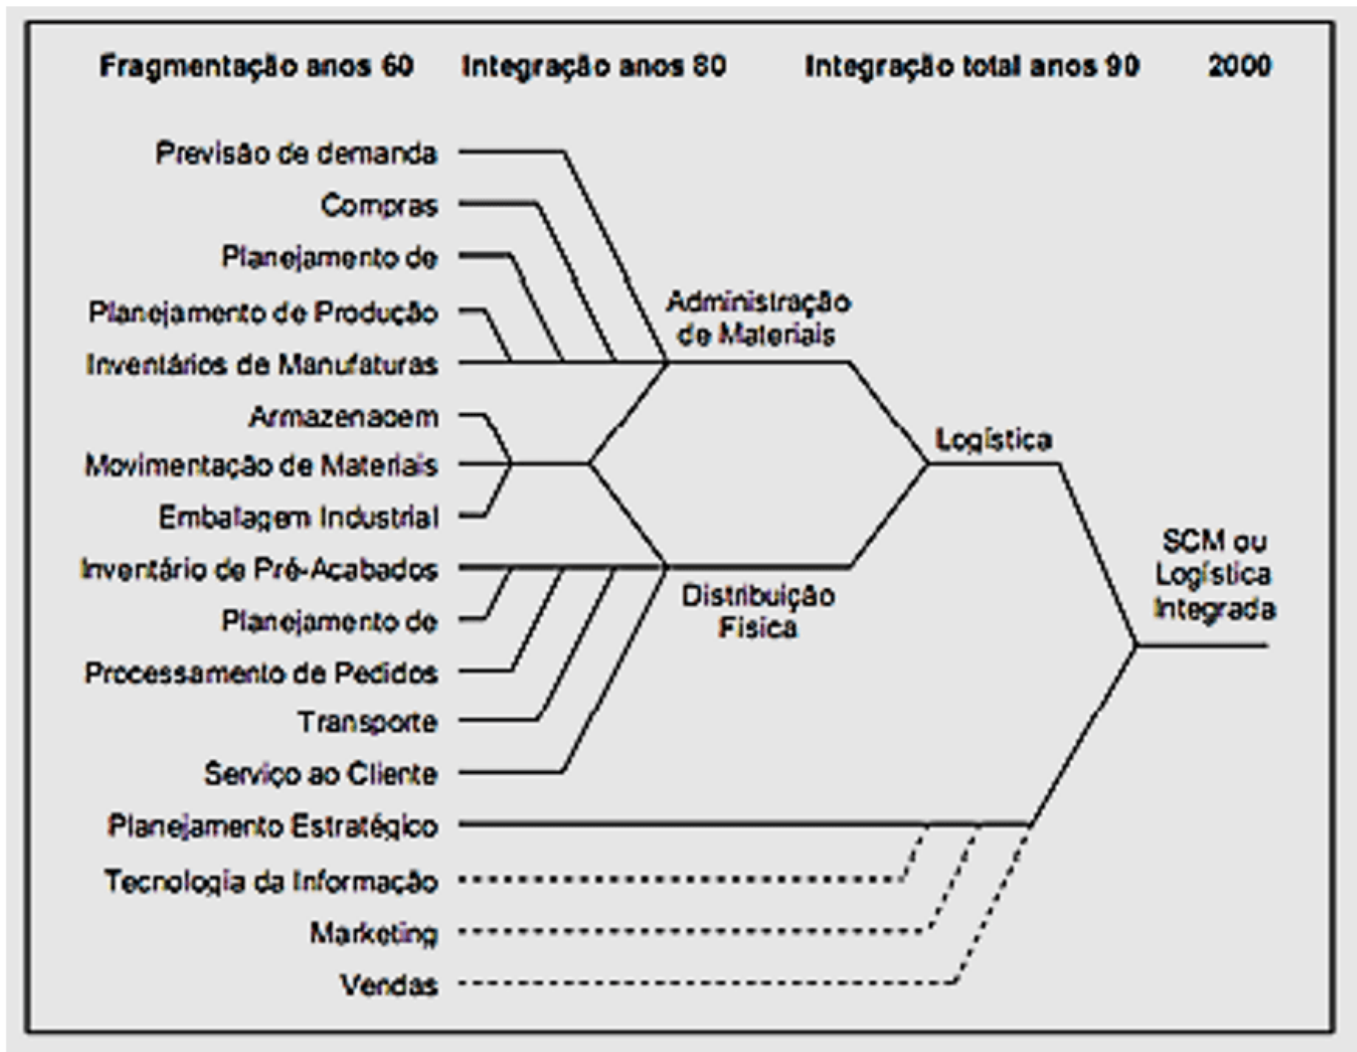 Fragmentação anos 60 Integração anos 80 Integração total anos 90 2000
Previsão de demanda
Compras
Planejamento de
Planejamento de Produção
Inventários de Manufaturas
Armazenagem
Movimentação de Materiais
Embalagem Industrial
Inventário de Pré-Acabados
Planejamento de
Processamento de Pedidos
Transporte
Serviço ao Cliente
Planejamento Estratégico
Tecnologia da Informação
Marketing
Vendas
Administração
de Materiais
Distribuição
Física
Logística
SCM ou
Logística
Integrada